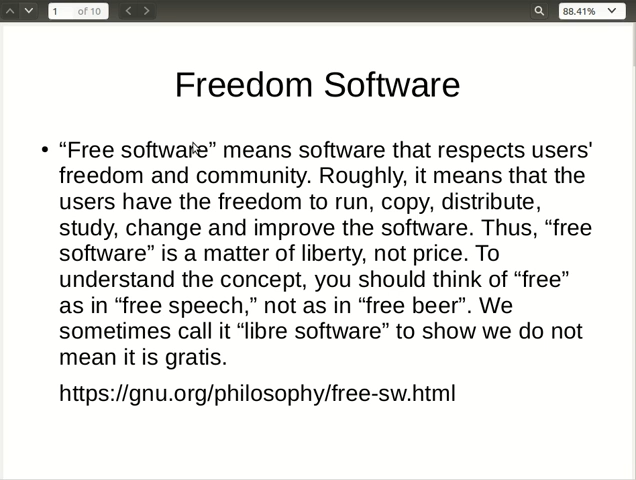 1 of 10 88.41%
Freedom Software
• “Free software” means software that respects users'
freedom and community. Roughly, it means that the
users have the freedom to run, copy, distribute,
study, change and improve the software. Thus, “free
software” is a matter of liberty, not price. To
understand the concept, you should think of “free”
as in “free speech,” not as in “free beer”. We
sometimes call it “libre software” to show we do not
mean it is gratis.
https://gnu.org/philosophy/free-sw.html